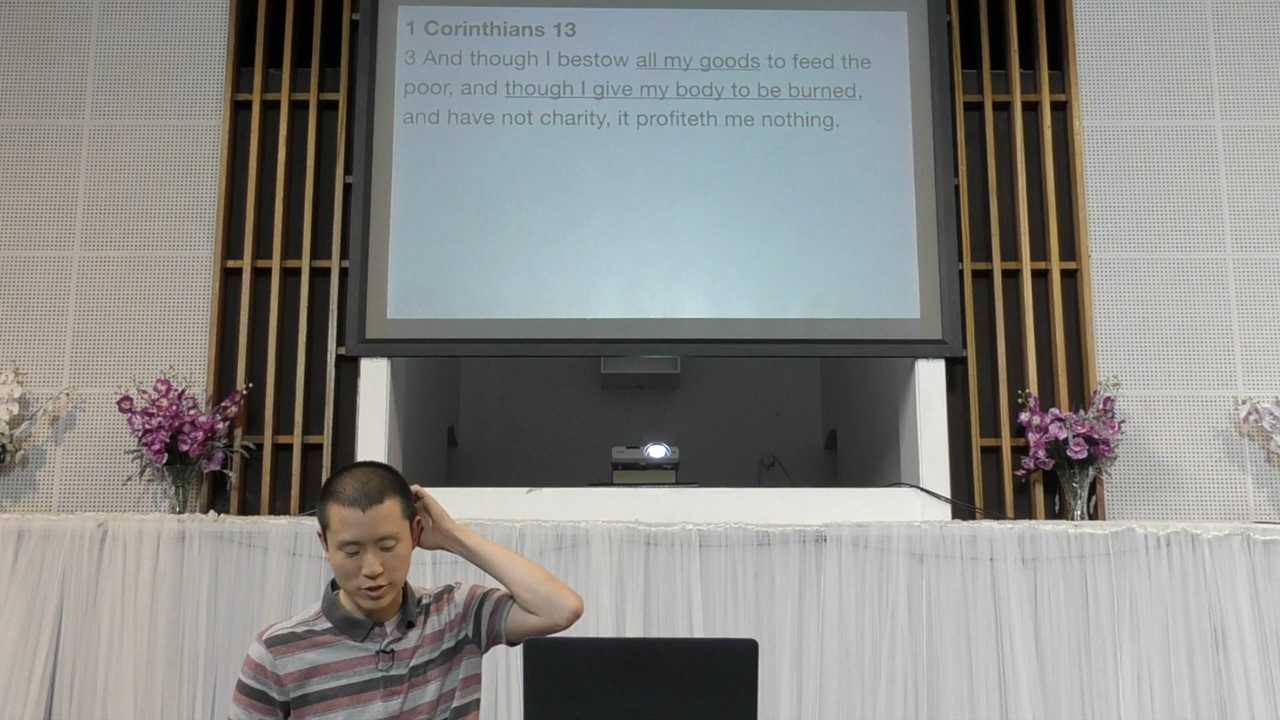 1 Corinthians 13
3 And though I bestow all my goods to feed the
poor, and though I give my body to be burned,
and have not charity, it profiteth me nothing.